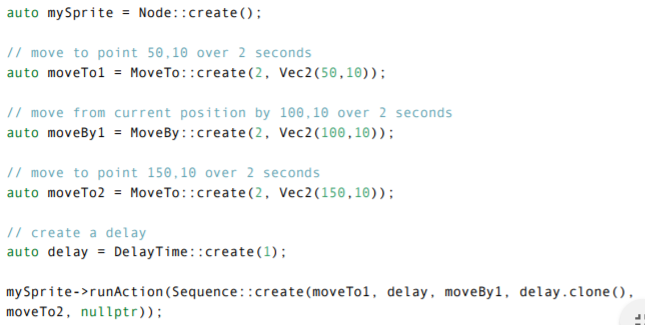 auto mySprite = Node::create();
// move to point 50,10 over 2 seconds
auto moveTo1 = MoveTo::create(2, Vec2(50,10));
// move from current position by 100,10 over 2 seconds
auto moveBy1 = MoveBy::create(2, Vec2(100,10));
// move to point 150,10 over 2 seconds
auto moveTo2 = MoveTo::create(2, Vec2(150,10));
// create a delay
auto delay = DelayTime::create(1);
mySprite->runAction(Sequence::create(moveTo1, delay, moveBy1, delay.clone(),
moveTo2, nullptr));